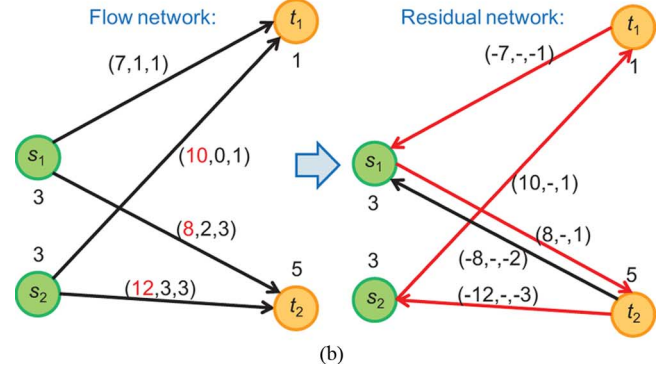 Flow network:
t1
1
(7,1,1)
s1
3
(10,0,1)
(8,2,3)
3
s2
(12,3,3)
5
t2
Residual network:
t1
1
(-7,-,-1)
s1
3
(10,-,1)
(8,-,1)
(-8,-,-2)
3
s2
(-12,-,-3)
5
t2
(b)